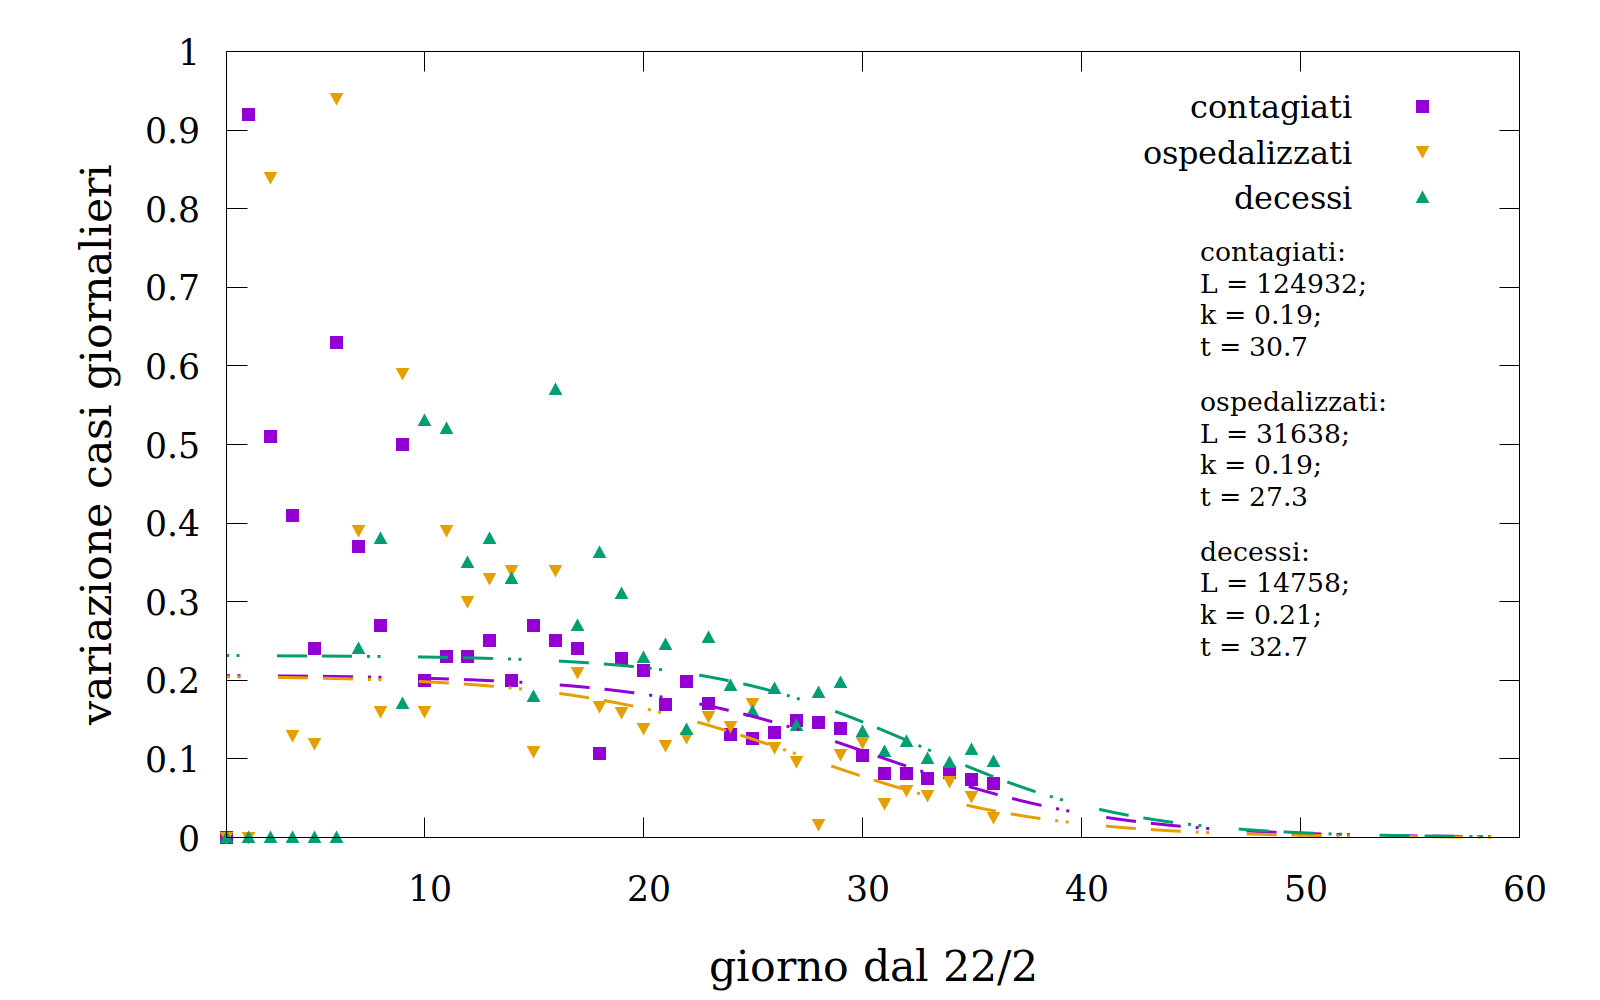 1
0.9
0.8
0.7
0.6
0.5
0.4
0.3
0.2
0.1
0
variazione casi giornalieri
contagiati
ospedalizzati
decessi
contagiati:
L = 124932;
k = 0.19;
t = 30.7
ospedalizzati:
L = 31638;
k = 0.19;
t = 27.3
decessi:
L = 14758;
k = 0.21;
t = 32.7
10 20 30 40 50 60
giorno dal 22/2